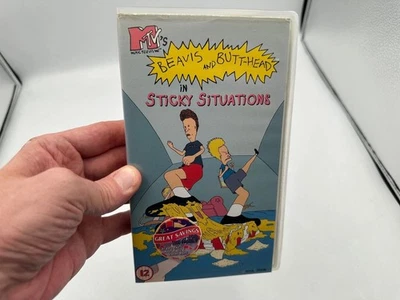 MTV'S
MUSIC TELEVISION
BEAVIS AND BUTT-HEAD
IN
STICKY SITUATIONS
GREAT SAVINGS
12